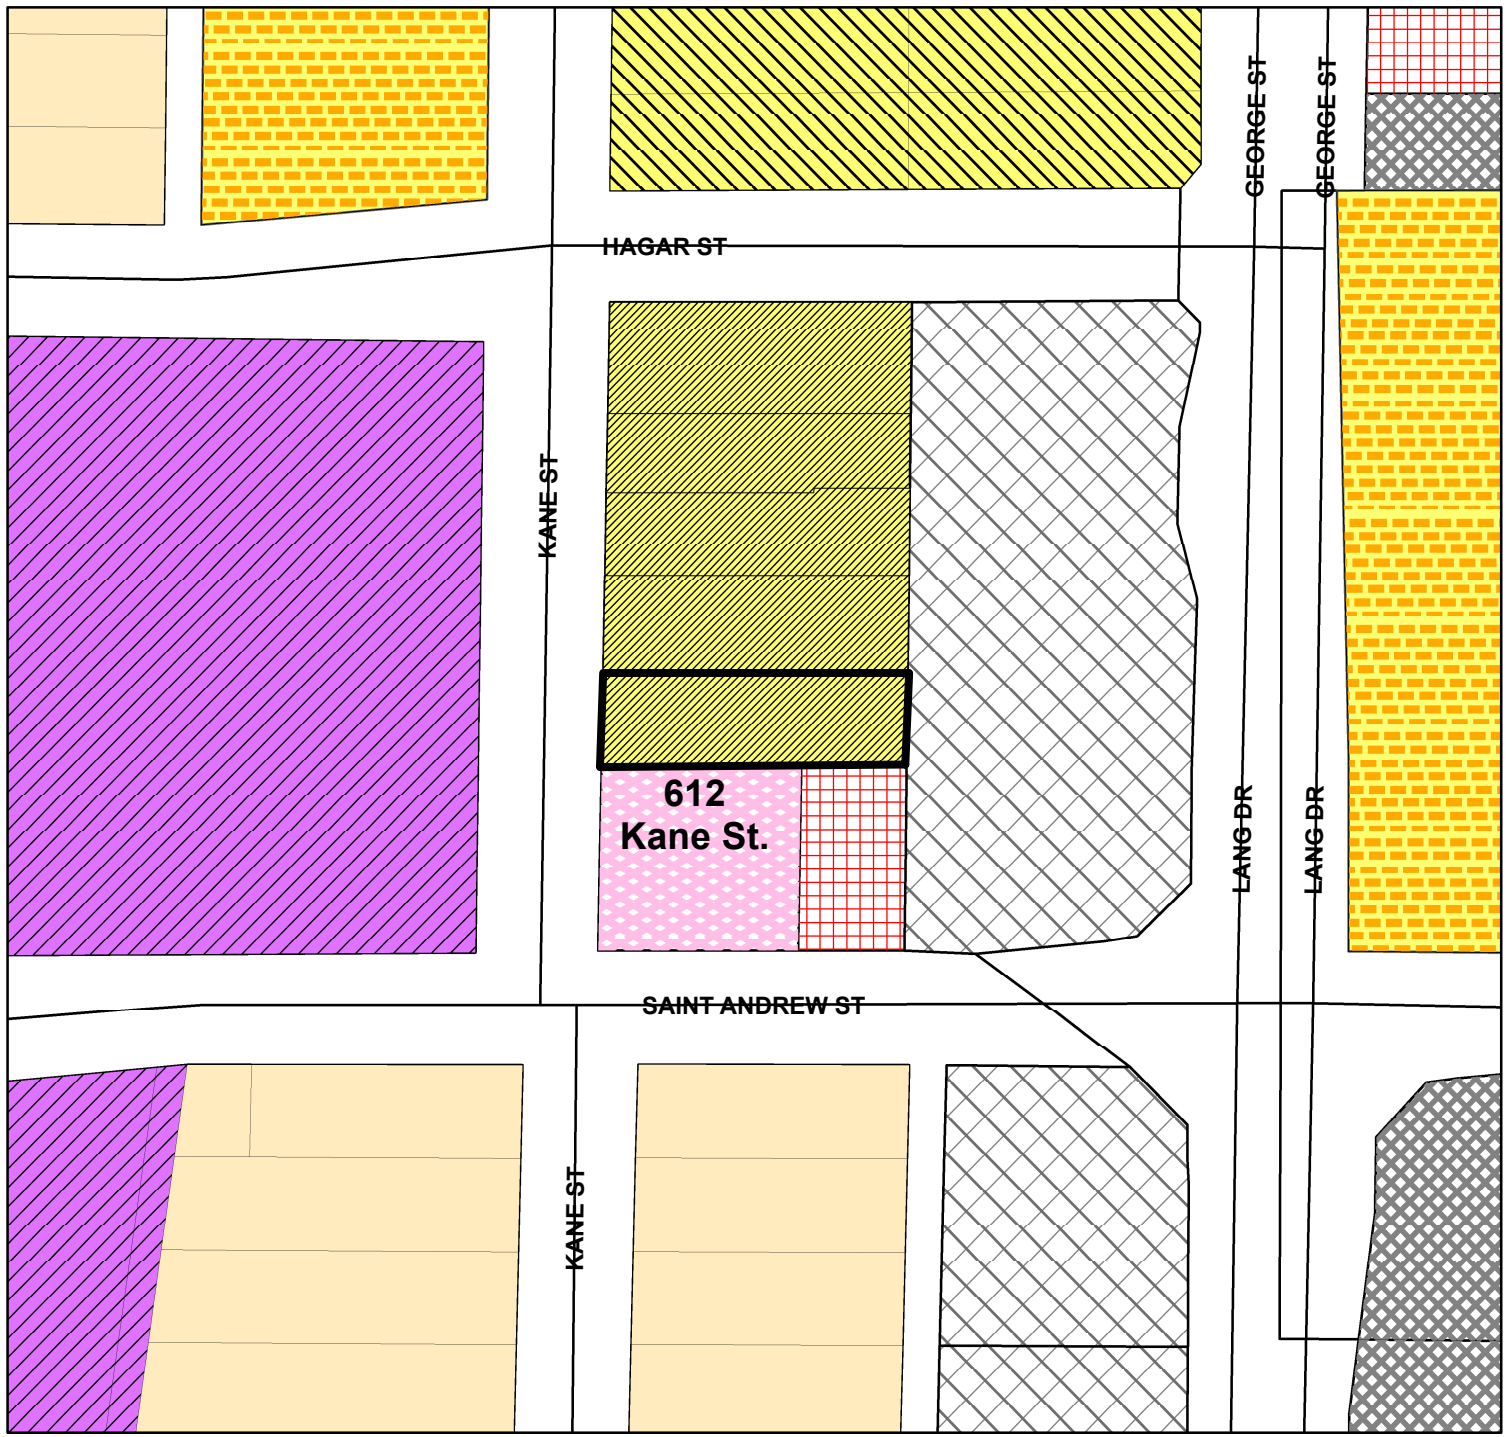 GEORGE ST
GEORGE ST
HAGAR ST
KANE ST
612
Kane St.
LANG DR
LANG DR
SAINT ANDREW ST
KANE ST